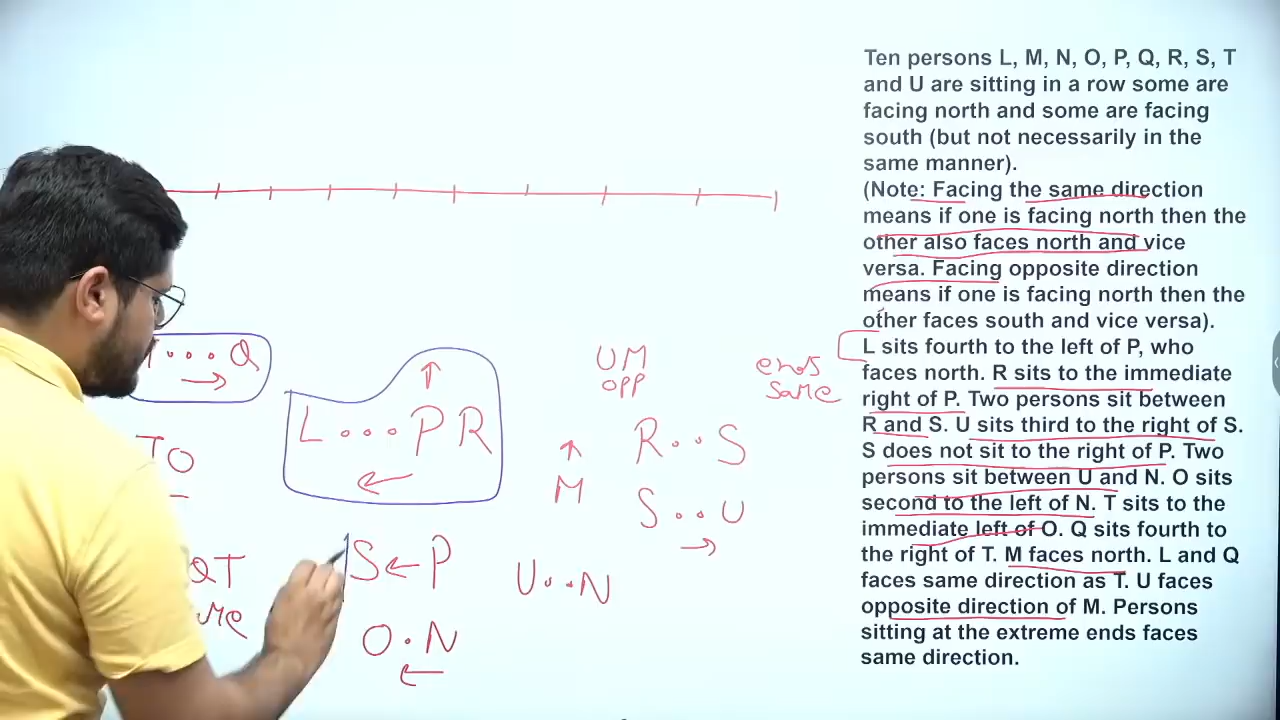 Ten persons L, M, N, O, P, Q, R, S, T
and U are sitting in a row some are
facing north and some are facing
south (but not necessarily in the
same manner).
(Note: Facing the same direction
means if one is facing north then the
other also faces north and vice
versa. Facing opposite direction
means if one is facing north then the
other faces south and vice versa).
L sits fourth to the left of P, who
faces north. R sits to the immediate
right of P. Two persons sit between
R and S. U sits third to the right of S.
S does not sit to the right of P. Two
persons sit between U and N. O sits
second to the left of N. T sits to the
immediate left of O. Q sits fourth to
the right of T. M faces north. L and Q
faces same direction as T. U faces
opposite direction of M. Persons
sitting at the extreme ends faces
same direction.
... Q
→
↑
L ... P R
←
UM
OPP
ends
same
TO
↑
M
R .. S
S .. U
→
QT
S ← P
U .. N
O . N
←